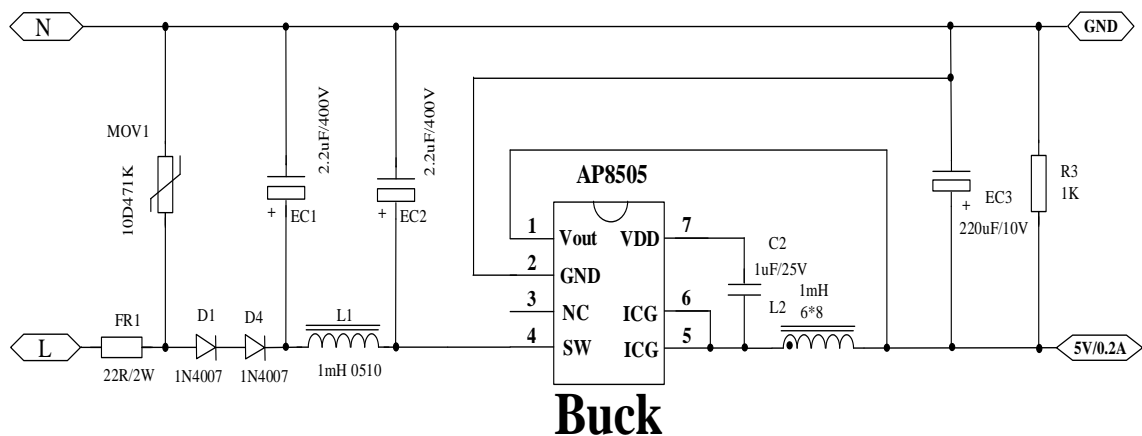 N
GND
2.2uF/400V
2.2uF/400V
MOV1
10D471K
AP8505
R3
1K
+ EC1
+ EC2
+ EC3
220uF/10V
1 Vout
VDD 7
C2
1uF/25V
2 GND
3 NC
ICG 6
L2
1mH
6*8
4 SW
ICG 5
L
FR1
22R/2W
D1
1N4007
D4
1N4007
L1
1mH 0510
5V/0.2A
Buck